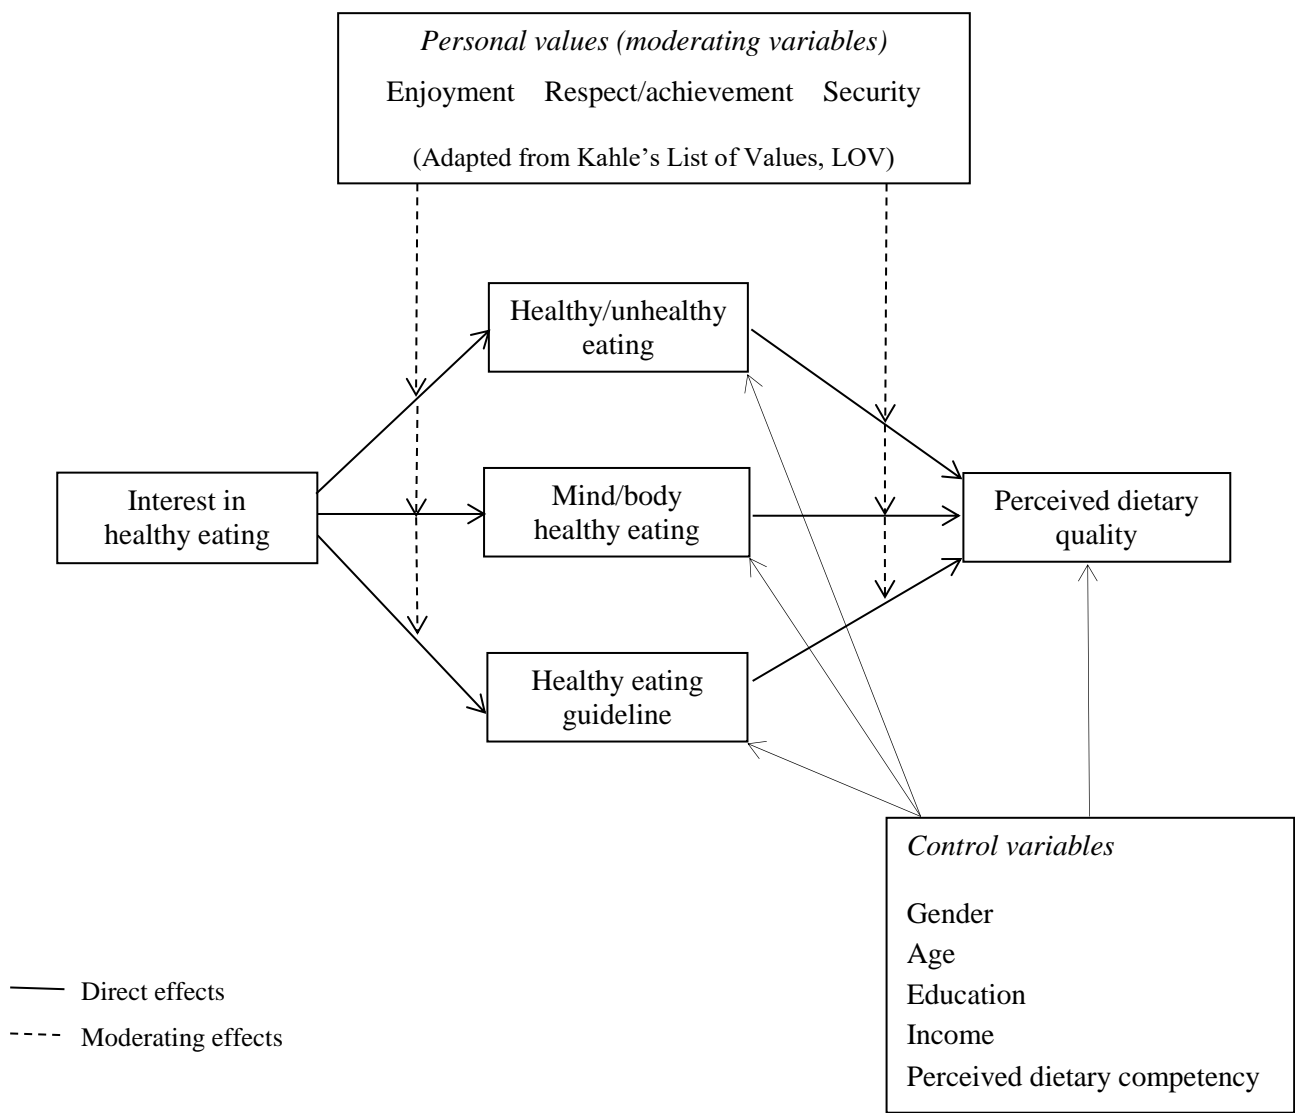 Personal values (moderating variables)
Enjoyment Respect/achievement Security
(Adapted from Kahle’s List of Values, LOV)
Healthy/unhealthy
eating
Interest in
healthy eating
Mind/body
healthy eating
Perceived dietary
quality
Healthy eating
guideline
Control variables
Gender
Age
Education
Income
Perceived dietary competency
Direct effects
Moderating effects